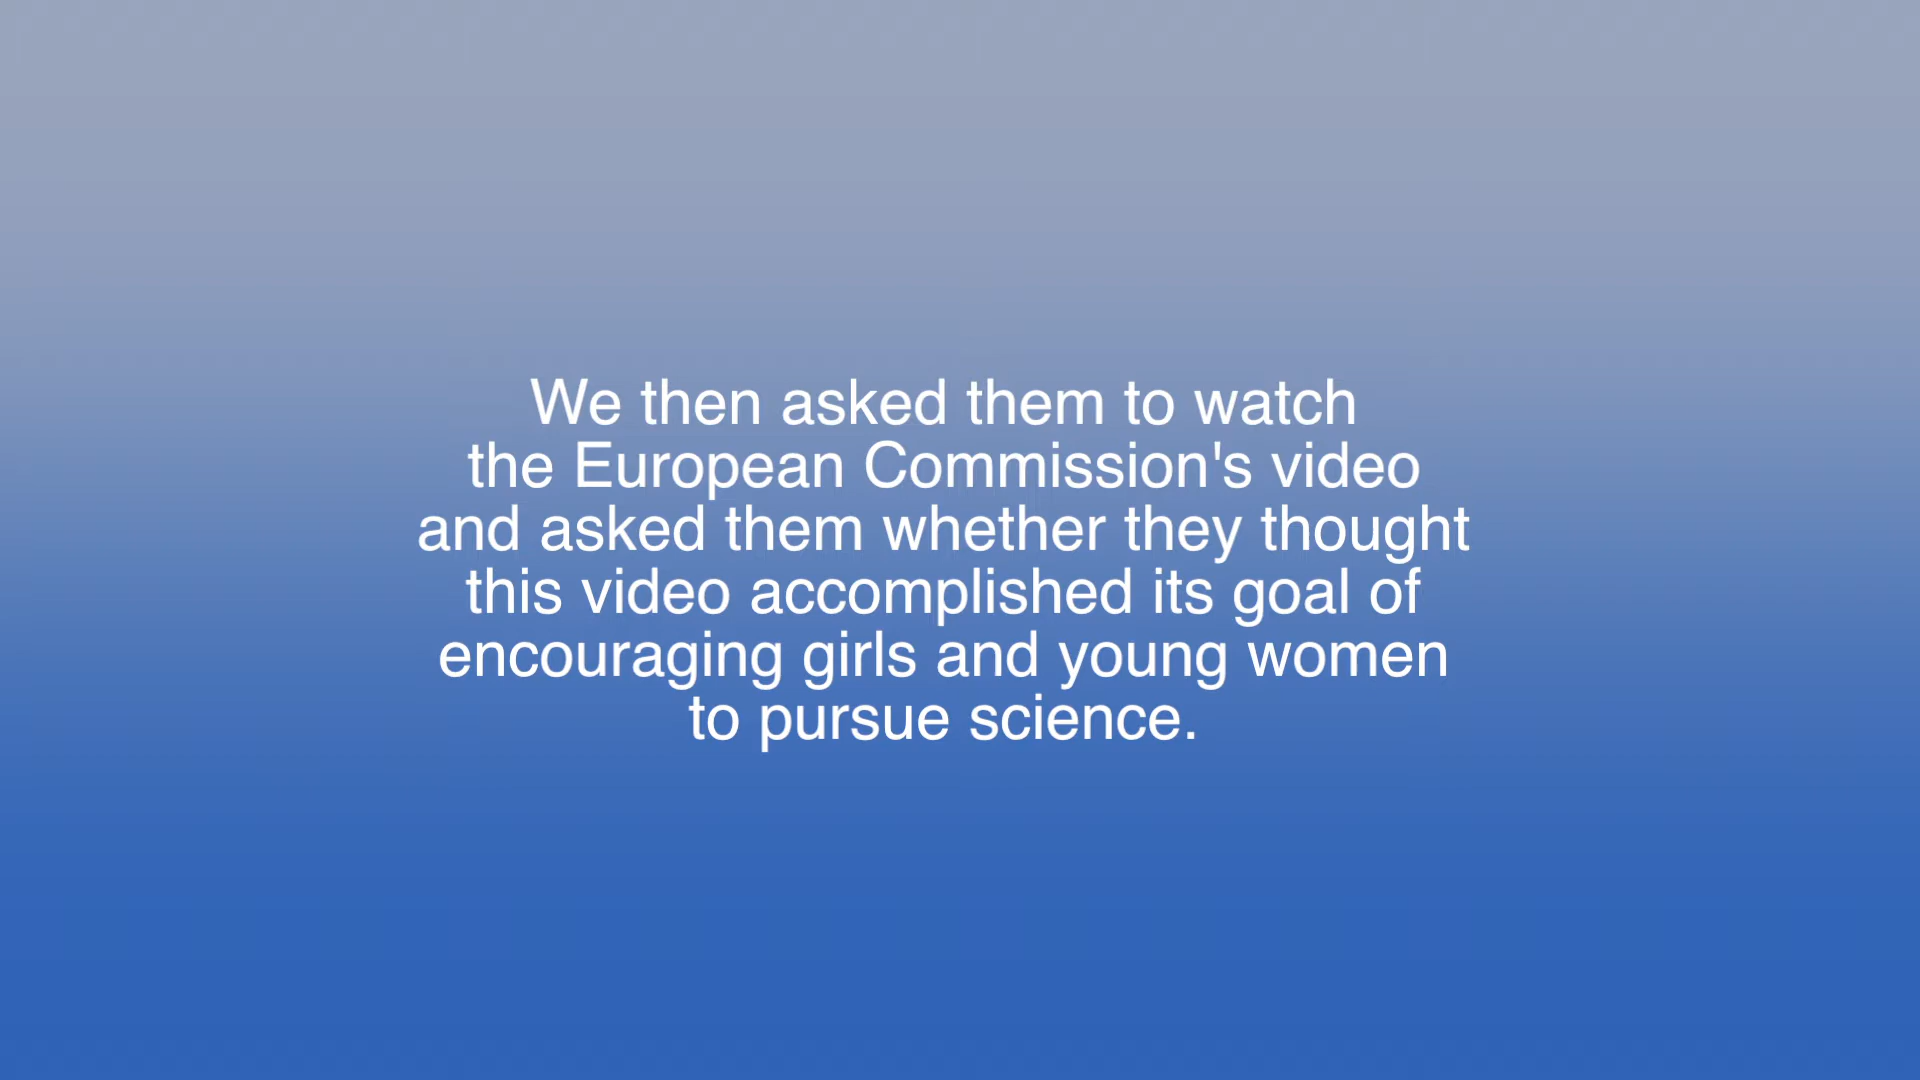 We then asked them to watch
the European Commission's video
and asked them whether they thought
this video accomplished its goal of
encouraging girls and young women
to pursue science.